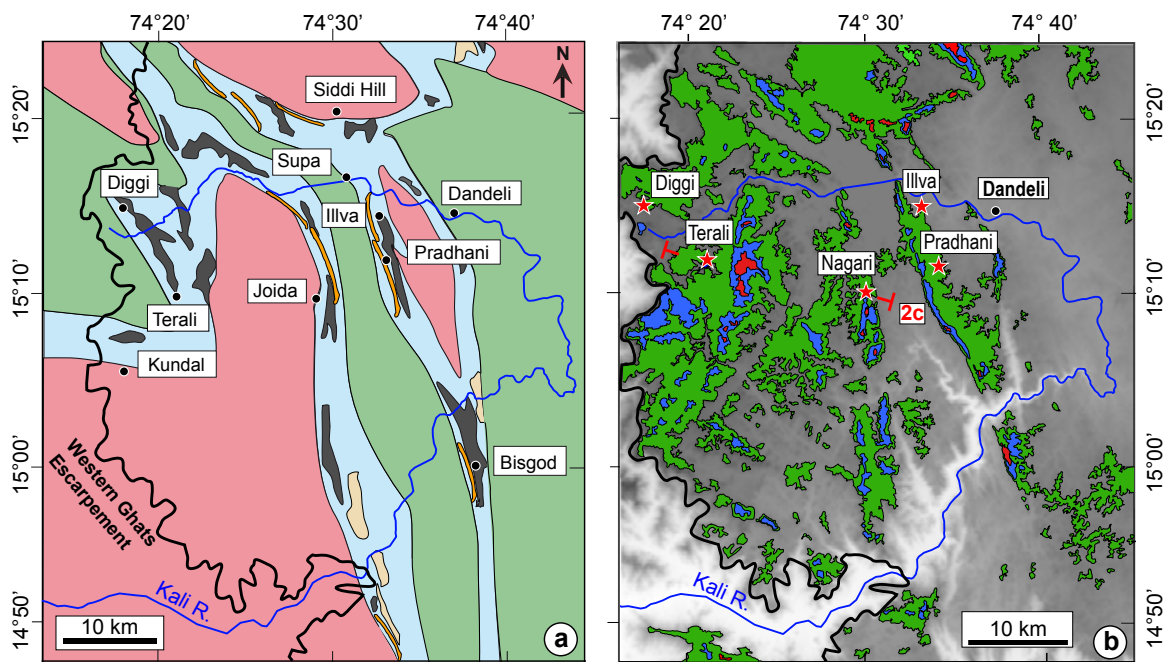 74°20' 74°30' 74°40'
74° 20' 74° 30' 74° 40'
N
15°20'
15°10'
15°00'
14°50'
Siddi Hill
Supa
Diggi
Illva
Dandeli
Pradhani
Joida
Terali
Kundal
Bisgod
Western Ghats
Escarpement
Kali R.
10 km
a
15°20'
15°10'
15°00'
14°50'
Diggi
Illva
Dandeli
Terali
Pradhani
Nagari
2c
Kali R.
10 km
b